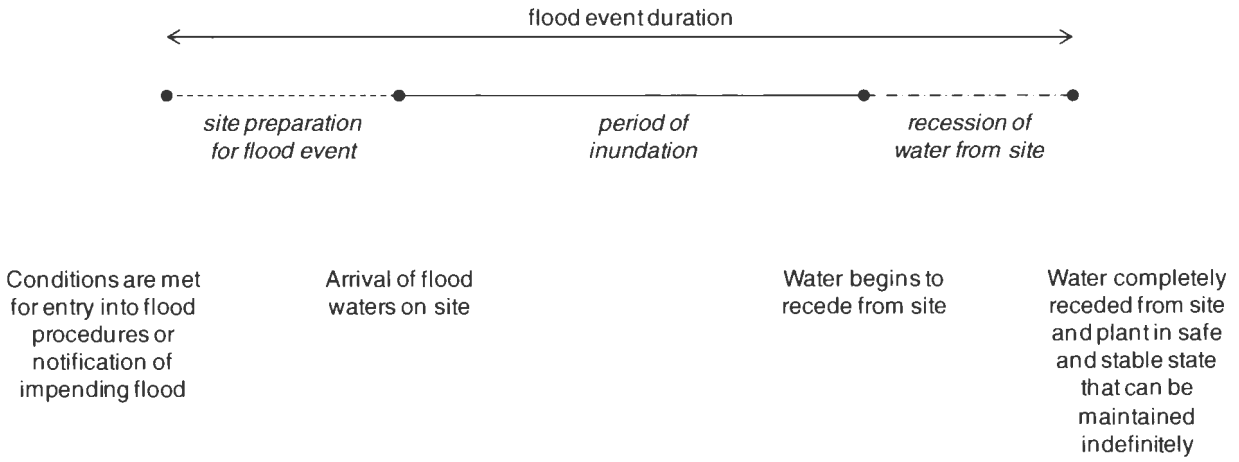 flood event duration
site preparation
for flood event
period of
inundation
recession of
water from site
Conditions are met
for entry into flood
procedures or
notification of
impending flood
Arrival of flood
waters on site
Water begins to
recede from site
Water completely
receded from site
and plant in safe
and stable state
that can be
maintained
indefinitely